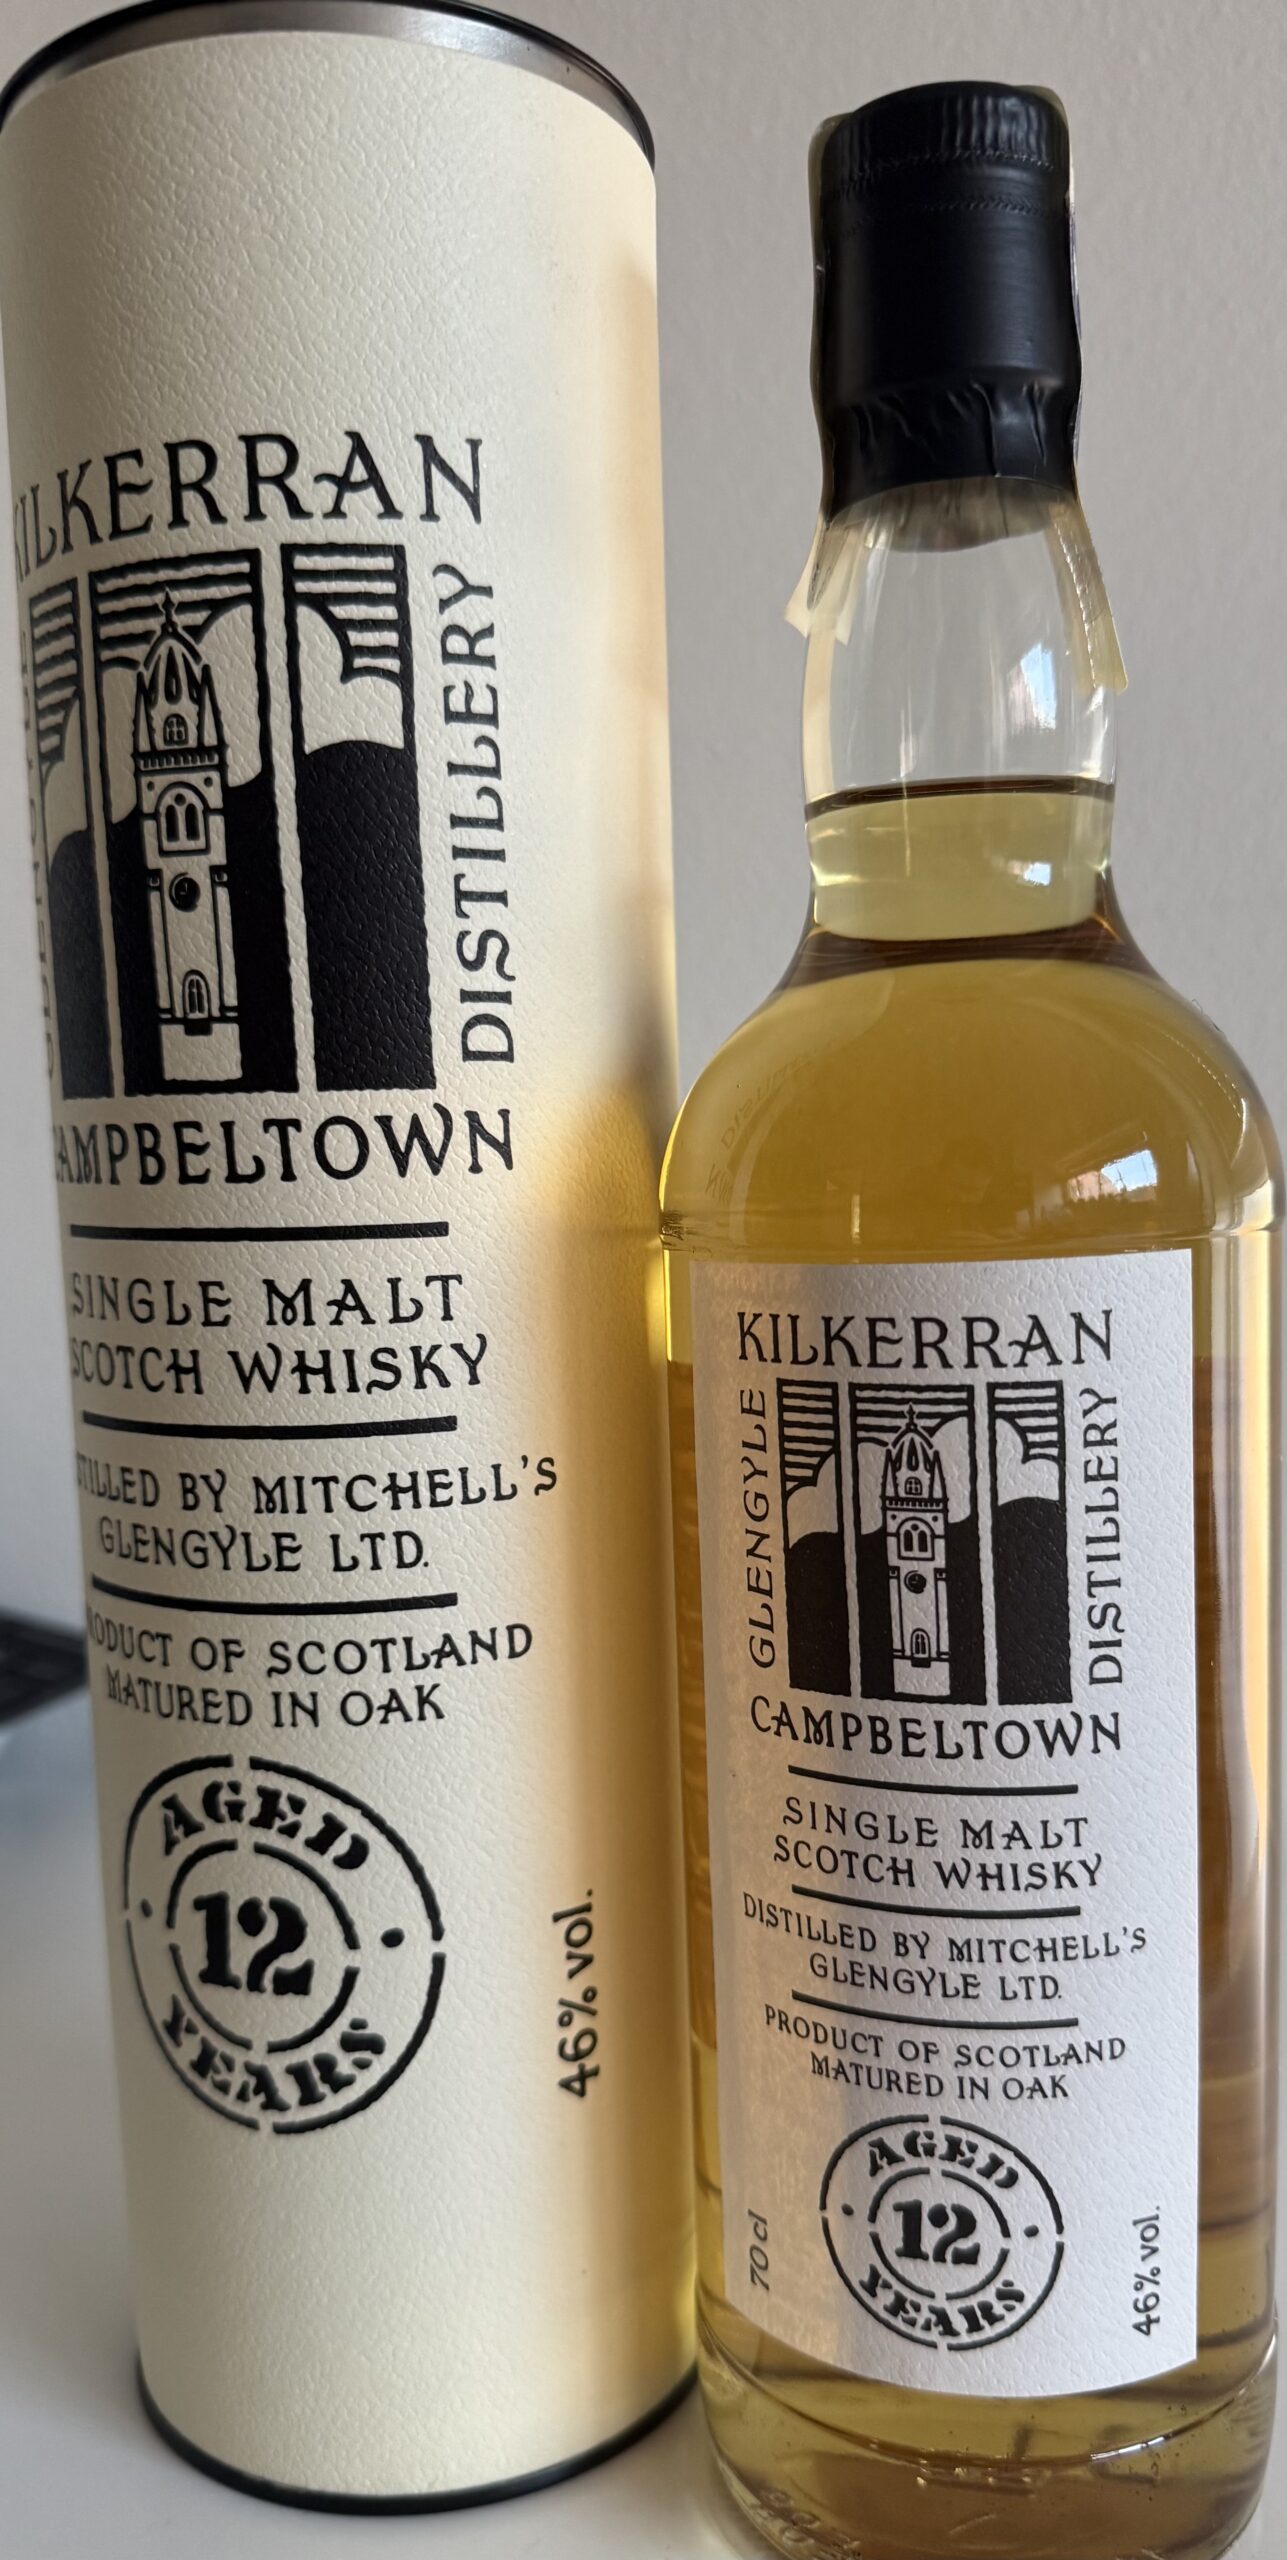 KILKERRAN
DISTILLERY
CAMPBELTOWN
SINGLE MALT
SCOTCH WHISKY
BY MITCHELL'S
GLENGYLE LTD.
PRODUCT OF SCOTLAND
MATURED IN OAK
AGED
12
YEARS
46% vol.
KILKERRAN
GLENGYLE
DISTILLERY
CAMPBELTOWN
SINGLE MALT
SCOTCH WHISKY
DISTILLED BY MITCHELL'S
GLENGYLE LTD.
PRODUCT OF SCOTLAND
MATURED IN OAK
AGED
12
YEARS
70 cl
46% vol.